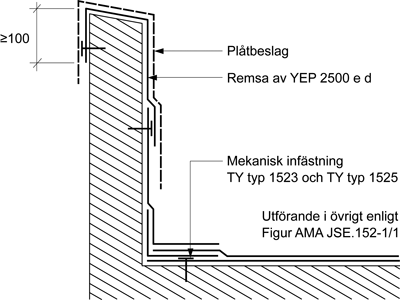 ≥100
Plåtbeslag
Remsa av YEP 2500 e d
Mekanisk infästning
TY typ 1523 och TY typ 1525
Utförande i övrigt enligt
Figur AMA JSE.152-1/1